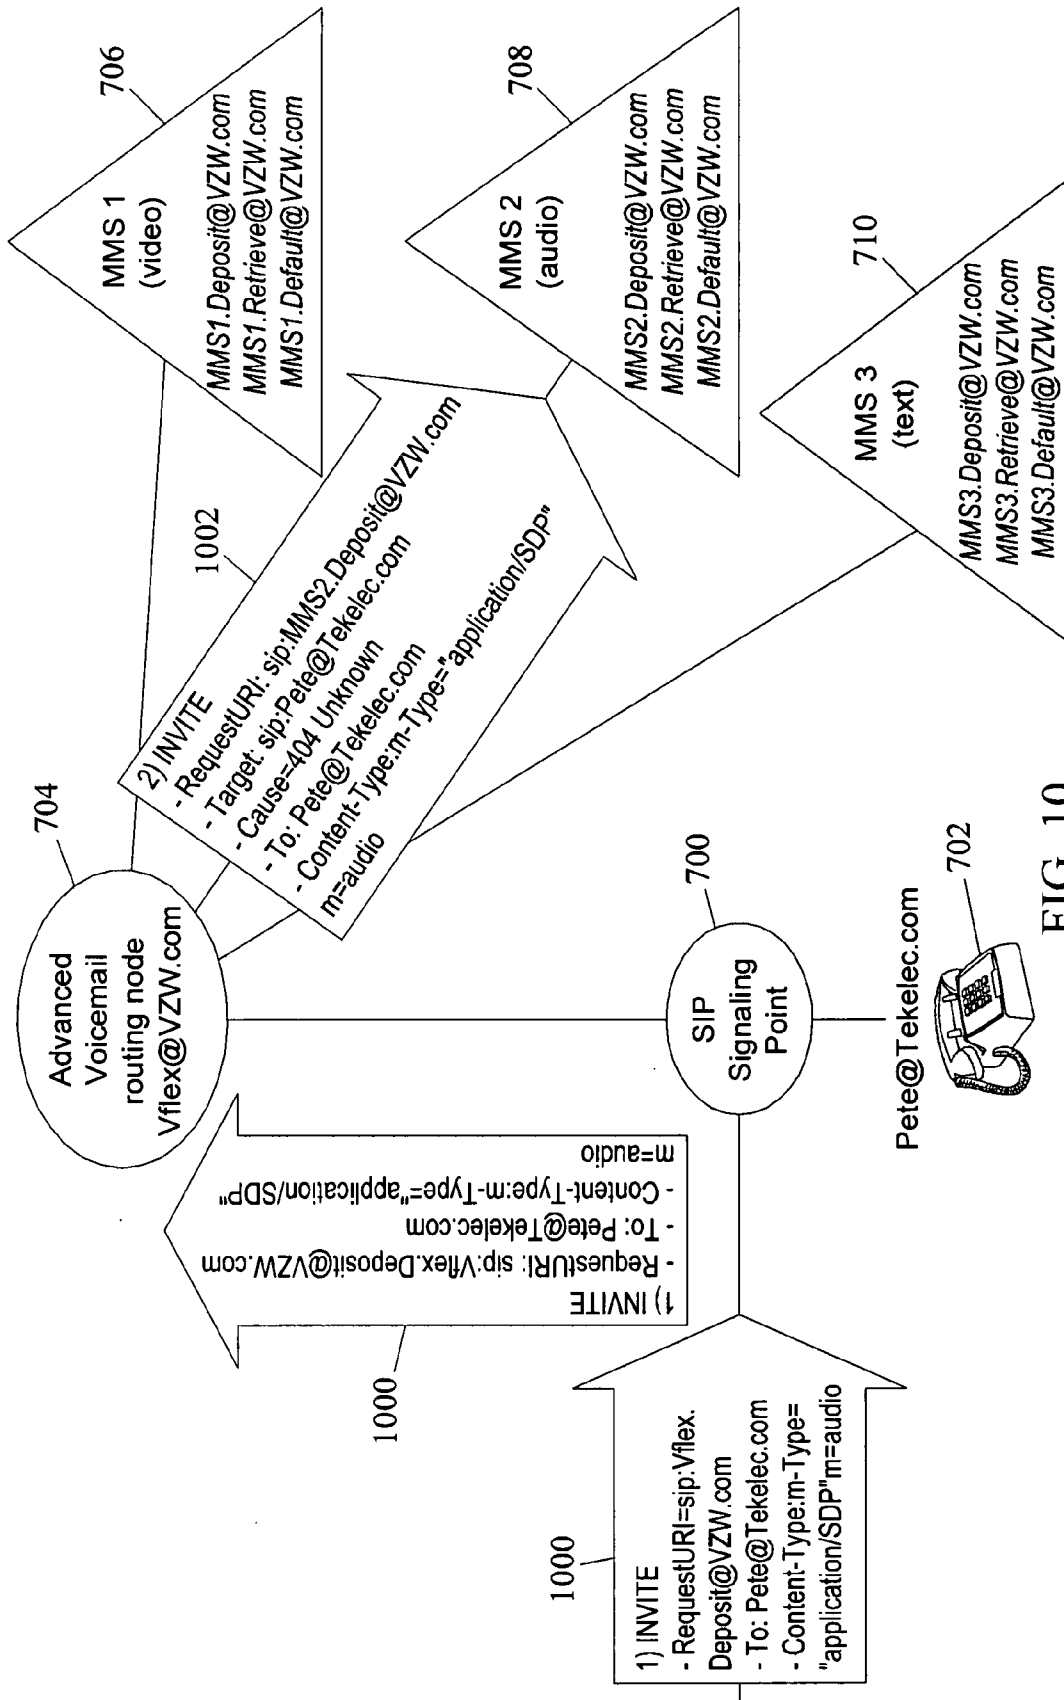 Advanced
Voicemail
routing node
Vflex@VZW.com
704
1000
1) INVITE
- RequestURI: sip:Vflex.Deposit@VZW.com
- To: Pete@Tekelec.com
- Content-Type:m-Type="application/SDP"
m=audio
1000
1) INVITE
- RequestURI=sip:Vflex.
Deposit@VZW.com
- To: Pete@Tekelec.com
- Content-Type:m-Type=
"application/SDP"m=audio
SIP
Signaling
Point
700
Pete@Tekelec.com
702
1002
2) INVITE
- RequestURI: sip:MMS2.Deposit@VZW.com
- Target: sip:Pete@Tekelec.com
- Cause=404 Unknown
- To: Pete@Tekelec.com
- Content-Type:m-Type="application/SDP"
m=audio
706
MMS 1
(video)
MMS1.Deposit@VZW.com
MMS1.Retrieve@VZW.com
MMS1.Default@VZW.com
708
MMS 2
(audio)
MMS2.Deposit@VZW.com
MMS2.Retrieve@VZW.com
MMS2.Default@VZW.com
710
MMS 3
(text)
MMS3.Deposit@VZW.com
MMS3.Retrieve@VZW.com
MMS3.Default@VZW.com
FIG. 10